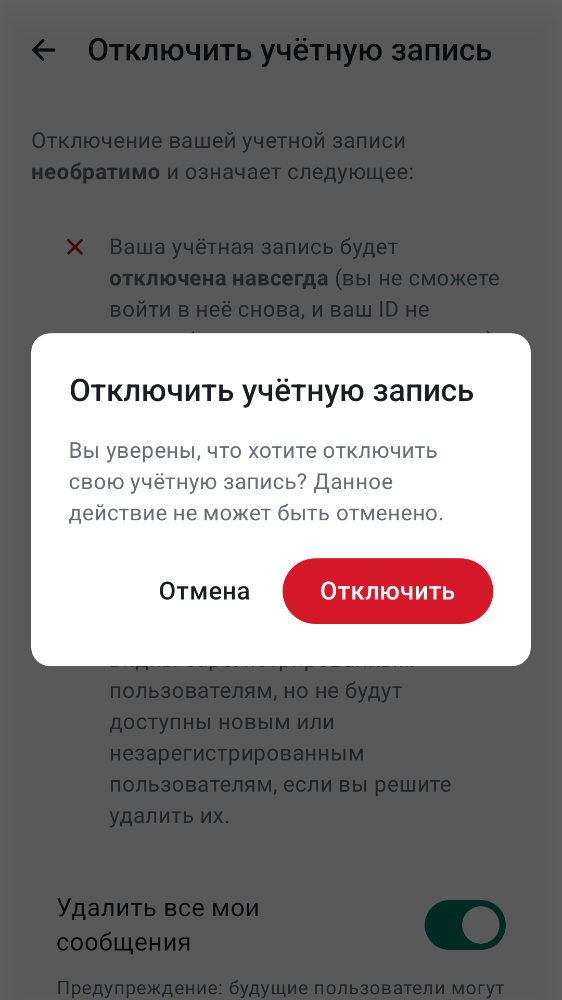 Отключить учётную запись
Отключение вашей учетной записи
необратимо и означает следующее:
Ваша учётная запись будет
отключена навсегда (вы не сможете
войти в неё снова, и ваш ID не
Отключить учётную запись
Вы уверены, что хотите отключить
свою учётную запись? Данное
действие не может быть отменено.
Отмена
Отключить
пользователям, но не будут
доступны новым или
незарегистрированным
пользователям, если вы решите
удалить их.
Удалить все мои
сообщения
Предупреждение: будущие пользователи могут